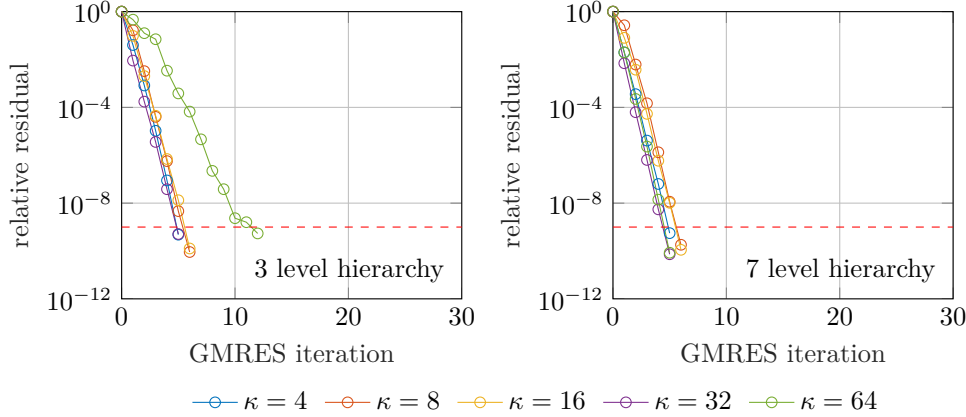 10^0
10^−4
10^−8
10^−12
relative residual
0
10
20
30
GMRES iteration
3 level hierarchy
10^0
10^−4
10^−8
10^−12
relative residual
0
10
20
30
GMRES iteration
7 level hierarchy
κ = 4 κ = 8 κ = 16 κ = 32 κ = 64